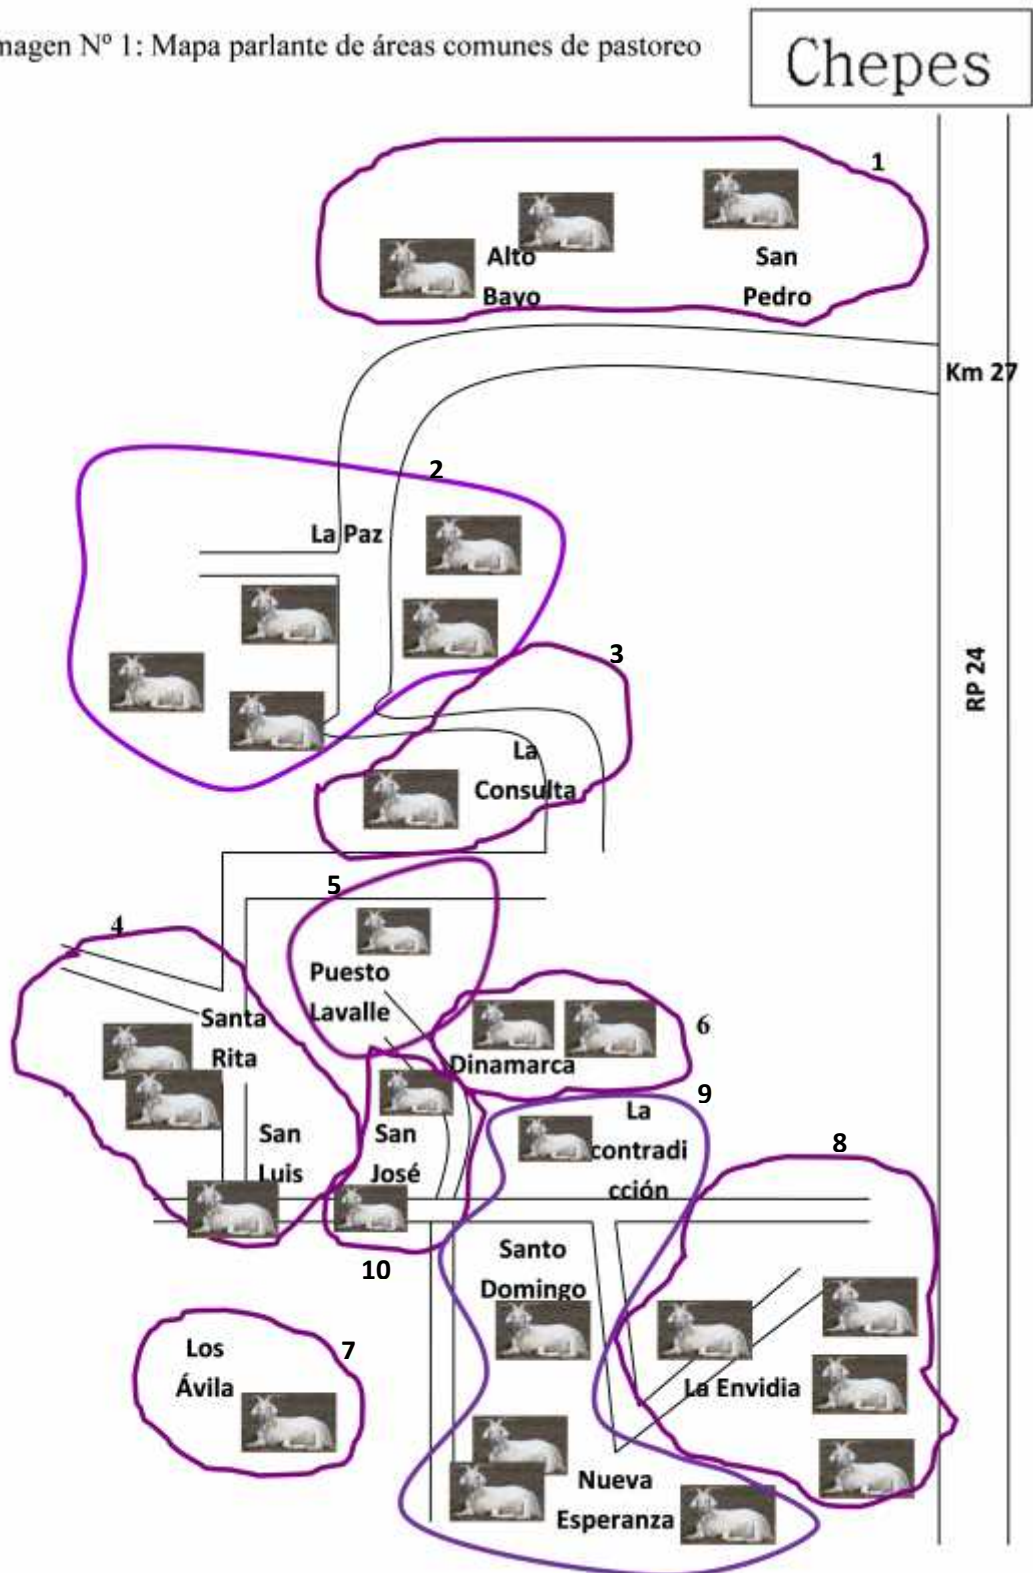 magen Nº 1: Mapa parlante de áreas comunes de pastoreo
Chepes
1
Alto
Bayo
San
Pedro
Km 27
2
La Paz
3
RP 24
La
Consulta
5
4
Puesto
Lavalle
Santa
Rita
6
Dinamarca
9
La
contradi
cción
8
San
Luis
San
José
10
Santo
Domingo
7
Los
Ávila
La Envidia
Nueva
Esperanza